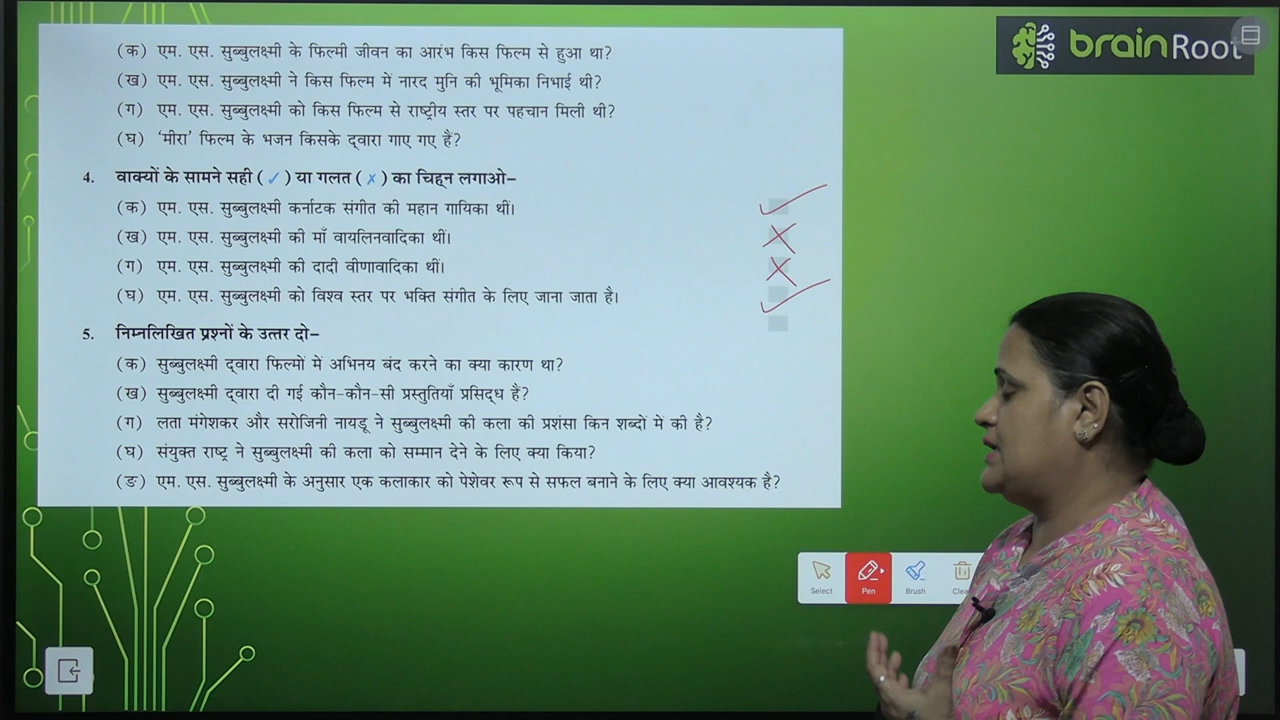 brainRoot
(क) एम. एस. सुब्बुलक्ष्मी के फिल्मी जीवन का आरंभ किस फिल्म से हुआ था?
(ख) एम. एस. सुब्बुलक्ष्मी ने किस फिल्म में नारद मुनि की भूमिका निभाई थी?
(ग) एम. एस. सुब्बुलक्ष्मी को किस फिल्म से राष्ट्रीय स्तर पर पहचान मिली थी?
(घ) ‘मीरा’ फिल्म के भजन किसके द्वारा गाए गए हैं?
4. वाक्यों के सामने सही (✓) या गलत (✗) का चिह्न लगाओ–
(क) एम. एस. सुब्बुलक्ष्मी कर्नाटक संगीत की महान गायिका थीं। ✓
(ख) एम. एस. सुब्बुलक्ष्मी की माँ वायलिनवादिका थीं। ✗
(ग) एम. एस. सुब्बुलक्ष्मी की दादी वीणावादिका थीं। ✗
(घ) एम. एस. सुब्बुलक्ष्मी को विश्व स्तर पर भक्ति संगीत के लिए जाना जाता है। ✓
5. निम्नलिखित प्रश्नों के उत्तर दो–
(क) सुब्बुलक्ष्मी द्वारा फिल्मों में अभिनय बंद करने का क्या कारण था?
(ख) सुब्बुलक्ष्मी द्वारा दी गई कौन-कौन-सी प्रस्तुतियाँ प्रसिद्ध हैं?
(ग) लता मंगेशकर और सरोजिनी नायडू ने सुब्बुलक्ष्मी की कला की प्रशंसा किन शब्दों में की है?
(घ) संयुक्त राष्ट्र ने सुब्बुलक्ष्मी की कला को सम्मान देने के लिए क्या किया?
(ङ) एम. एस. सुब्बुलक्ष्मी के अनुसार एक कलाकार को पेशेवर रूप से सफल बनाने के लिए क्या आवश्यक है?
Select Pen Brush